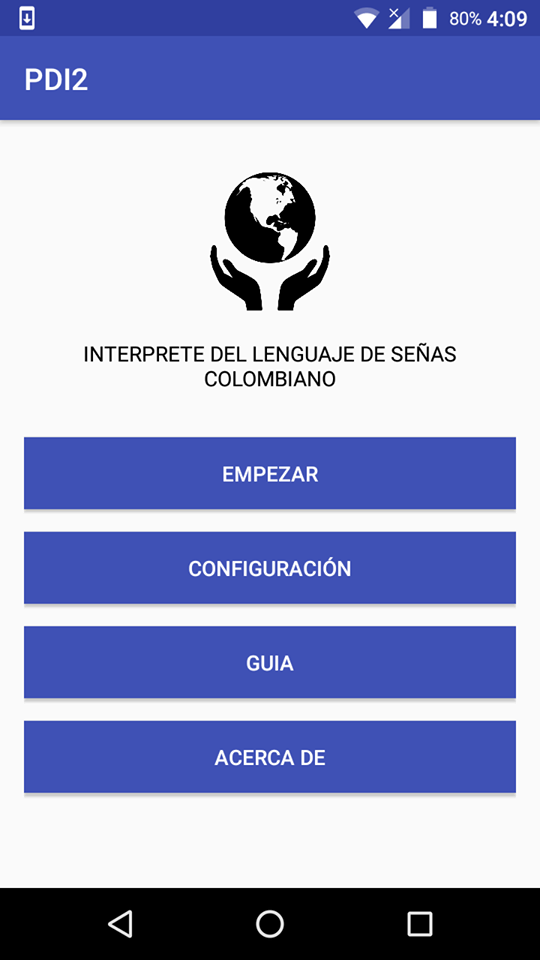 80% 4:09
PDI2
INTERPRETE DEL LENGUAJE DE SEÑAS
COLOMBIANO
EMPEZAR
CONFIGURACIÓN
GUIA
ACERCA DE